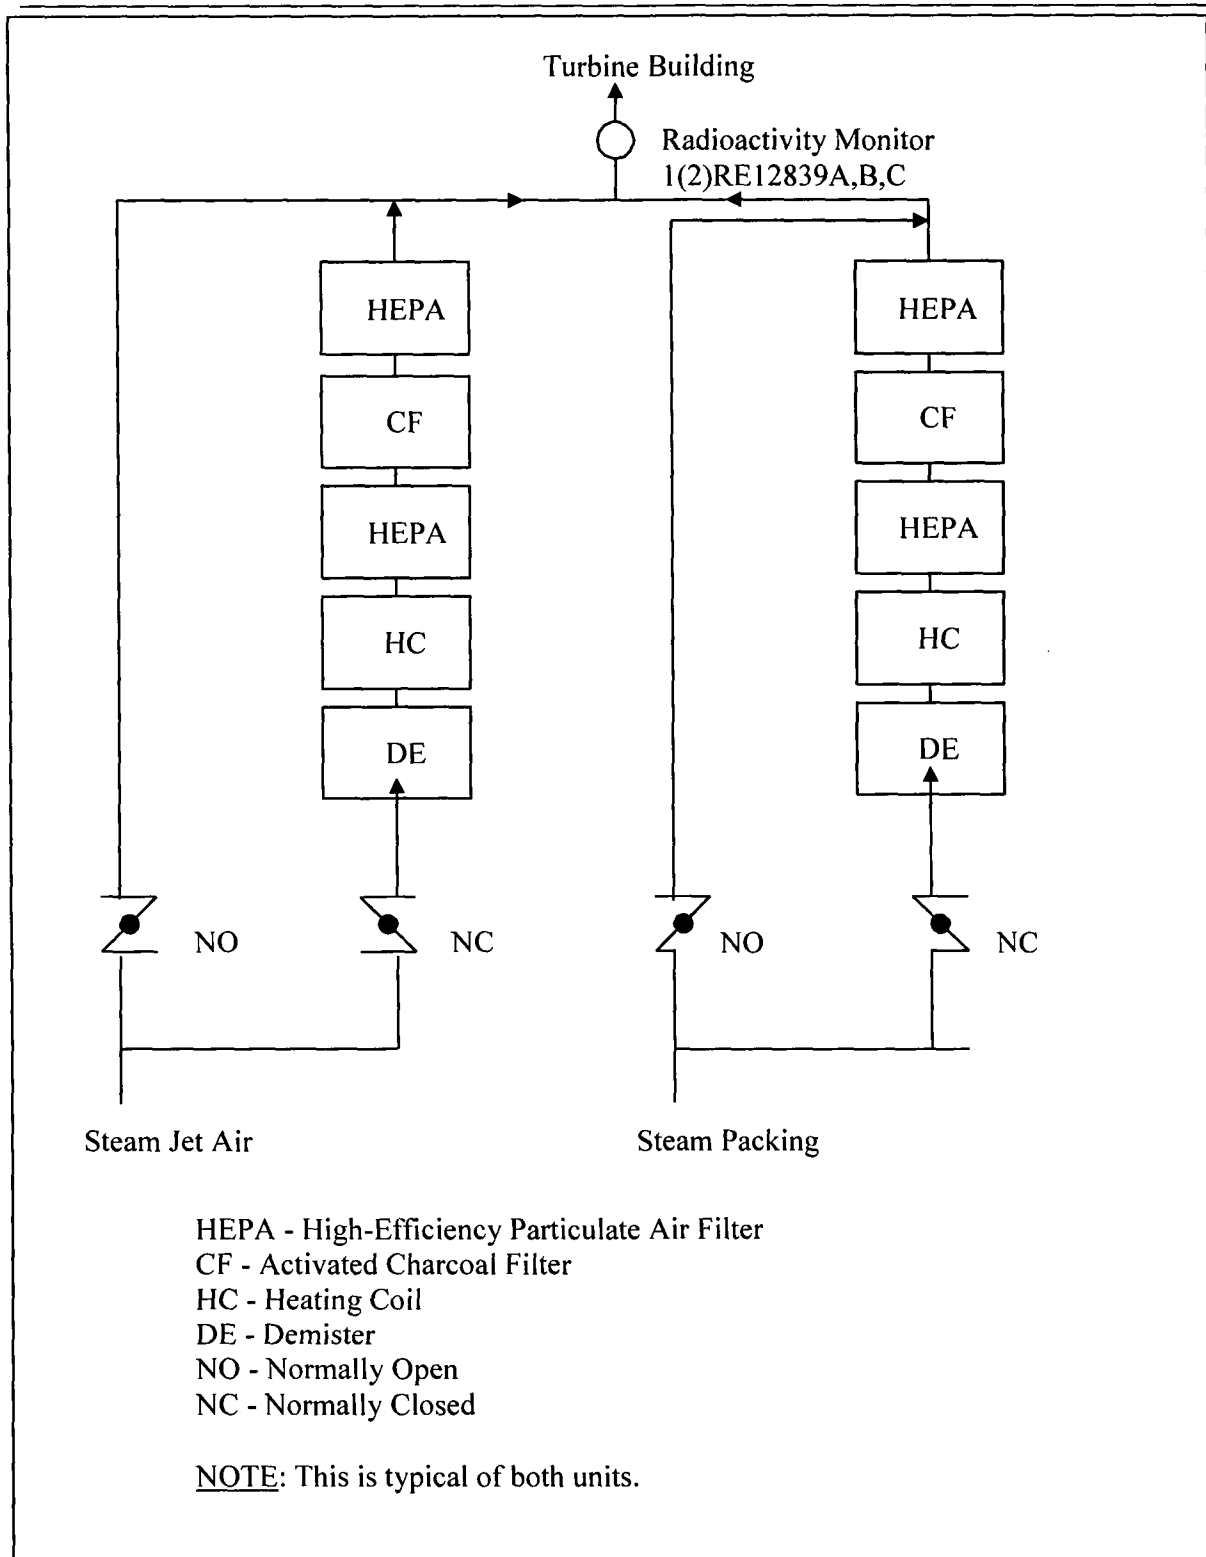 Turbine Building
Radioactivity Monitor
1(2)RE12839A,B,C
HEPA
CF
HEPA
HC
DE
HEPA
CF
HEPA
HC
DE
NO
NC
NO
NC
Steam Jet Air
Steam Packing
HEPA - High-Efficiency Particulate Air Filter
CF - Activated Charcoal Filter
HC - Heating Coil
DE - Demister
NO - Normally Open
NC - Normally Closed
NOTE: This is typical of both units.